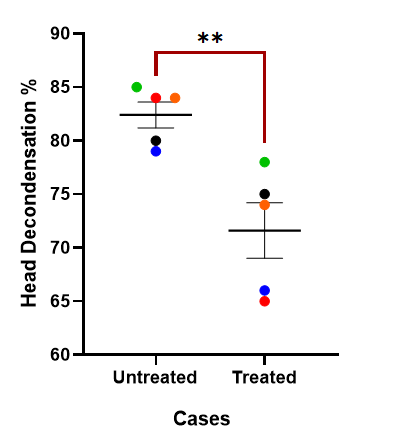 **
90
85
80
75
70
65
60
Head Decondensation %
Untreated Treated
Cases